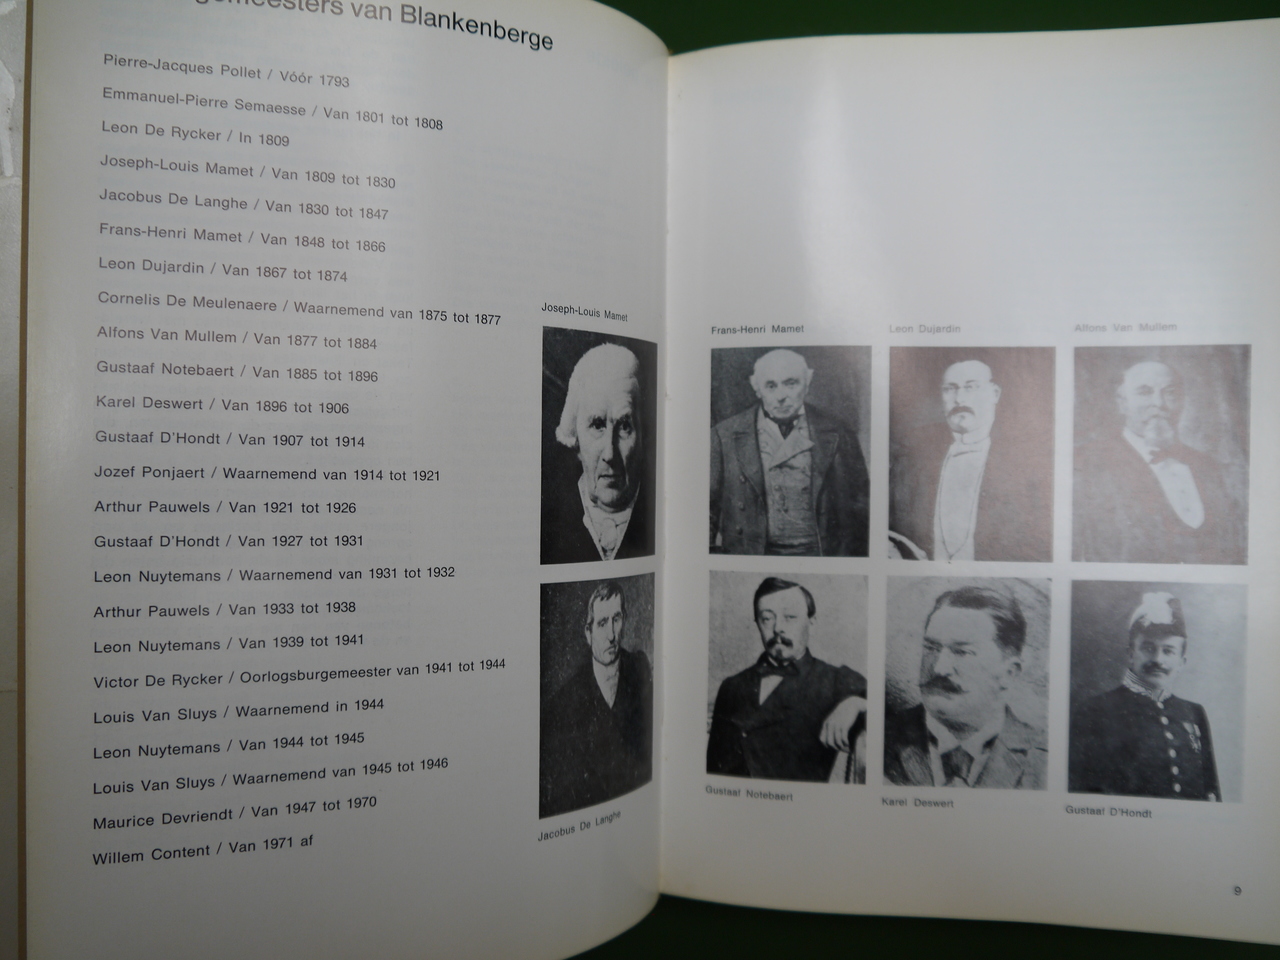 van Blankenberge
Pierre-Jacques Pollet / Vóór 1793
Emmanuel-Pierre Semaesse / Van 1801 tot 1808
Leon De Rycker / In 1809
Joseph-Louis Mamet / Van 1809 tot 1830
Jacobus De Langhe / Van 1830 tot 1847
Frans-Henri Mamet / Van 1848 tot 1866
Leon Dujardin / Van 1867 tot 1874
Cornelis De Meulenaere / Waarnemend van 1875 tot 1877
Alfons Van Mullem / Van 1877 tot 1884
Gustaaf Notebaert / Van 1885 tot 1896
Karel Deswert / Van 1896 tot 1906
Gustaaf D'Hondt / Van 1907 tot 1914
Jozef Ponjaert / Waarnemend van 1914 tot 1921
Arthur Pauwels / Van 1921 tot 1926
Gustaaf D'Hondt / Van 1927 tot 1931
Leon Nuytemans / Waarnemend van 1931 tot 1932
Arthur Pauwels / Van 1933 tot 1938
Leon Nuytemans / Van 1939 tot 1941
Victor De Rycker / Oorlogsburgemeester van 1941 tot 1944
Louis Van Sluys / Waarnemend in 1944
Leon Nuytemans / Van 1944 tot 1945
Louis Van Sluys / Waarnemend van 1945 tot 1946
Maurice Devriendt / Van 1947 tot 1970
Willem Content / Van 1971 af
Joseph-Louis Mamet
Jacobus De Langhe
Frans-Henri Mamet
Leon Dujardin
Alfons Van Mullem
Gustaaf Notebaert
Karel Deswert
Gustaaf D'Hondt
9